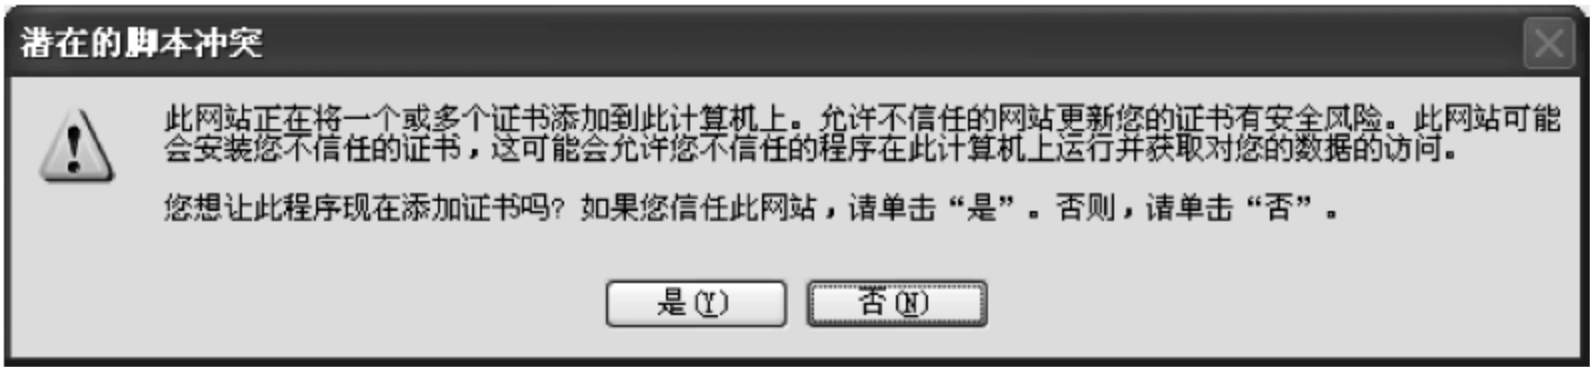 潜在的脚本冲突
此网站正在将一个或多个证书添加到此计算机上。允许不信任的网站更新您的证书有安全风险。此网站可能
会安装您不信任的证书，这可能会允许您不信任的程序在此计算机上运行并获取对您的数据的访问。
您想让此程序现在添加证书吗？如果您信任此网站，请单击“是”。否则，请单击“否”。
是(Y)
否(N)